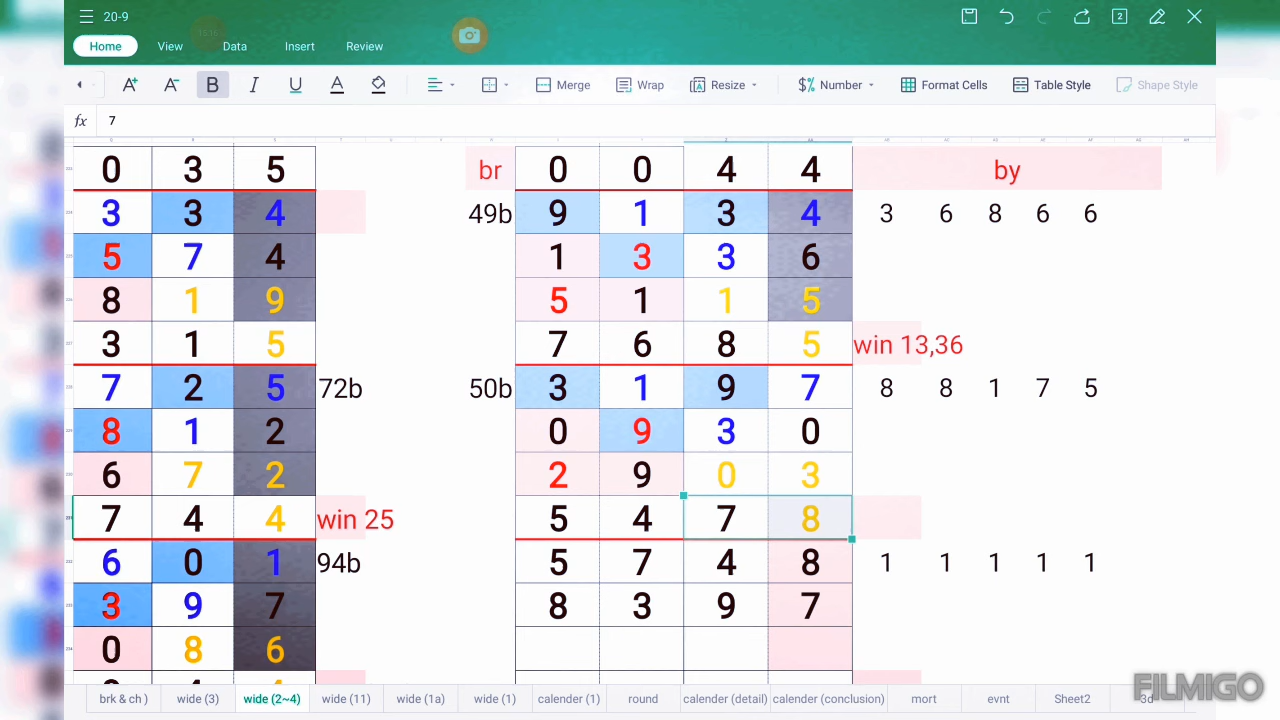 20-9
2
Home View Data Insert Review
A+ A- B I U A Merge Wrap Resize $% Number Format Cells Table Style Shape Style
fx 7
0 3 5 br 0 0 4 4 by
3 3 4 49b 9 1 3 4 3 6 8 6 6
5 7 4 1 3 3 6
8 1 9 5 1 1 5
3 1 5 7 6 8 5 win 13,36
7 2 5 72b 50b 3 1 9 7 8 8 1 7 5
8 1 2 0 9 3 0
6 7 2 2 9 0 3
7 4 4 win 25 5 4 7 8
6 0 1 94b 5 7 4 8 1 1 1 1 1
3 9 7 8 3 9 7
0 8 6
brk & ch ) wide (3) wide (2~4) wide (11) wide (1a) wide (1) calender (1) round calender (detail) calender (conclusion) mort evnt Sheet2 3d
FILMIGO